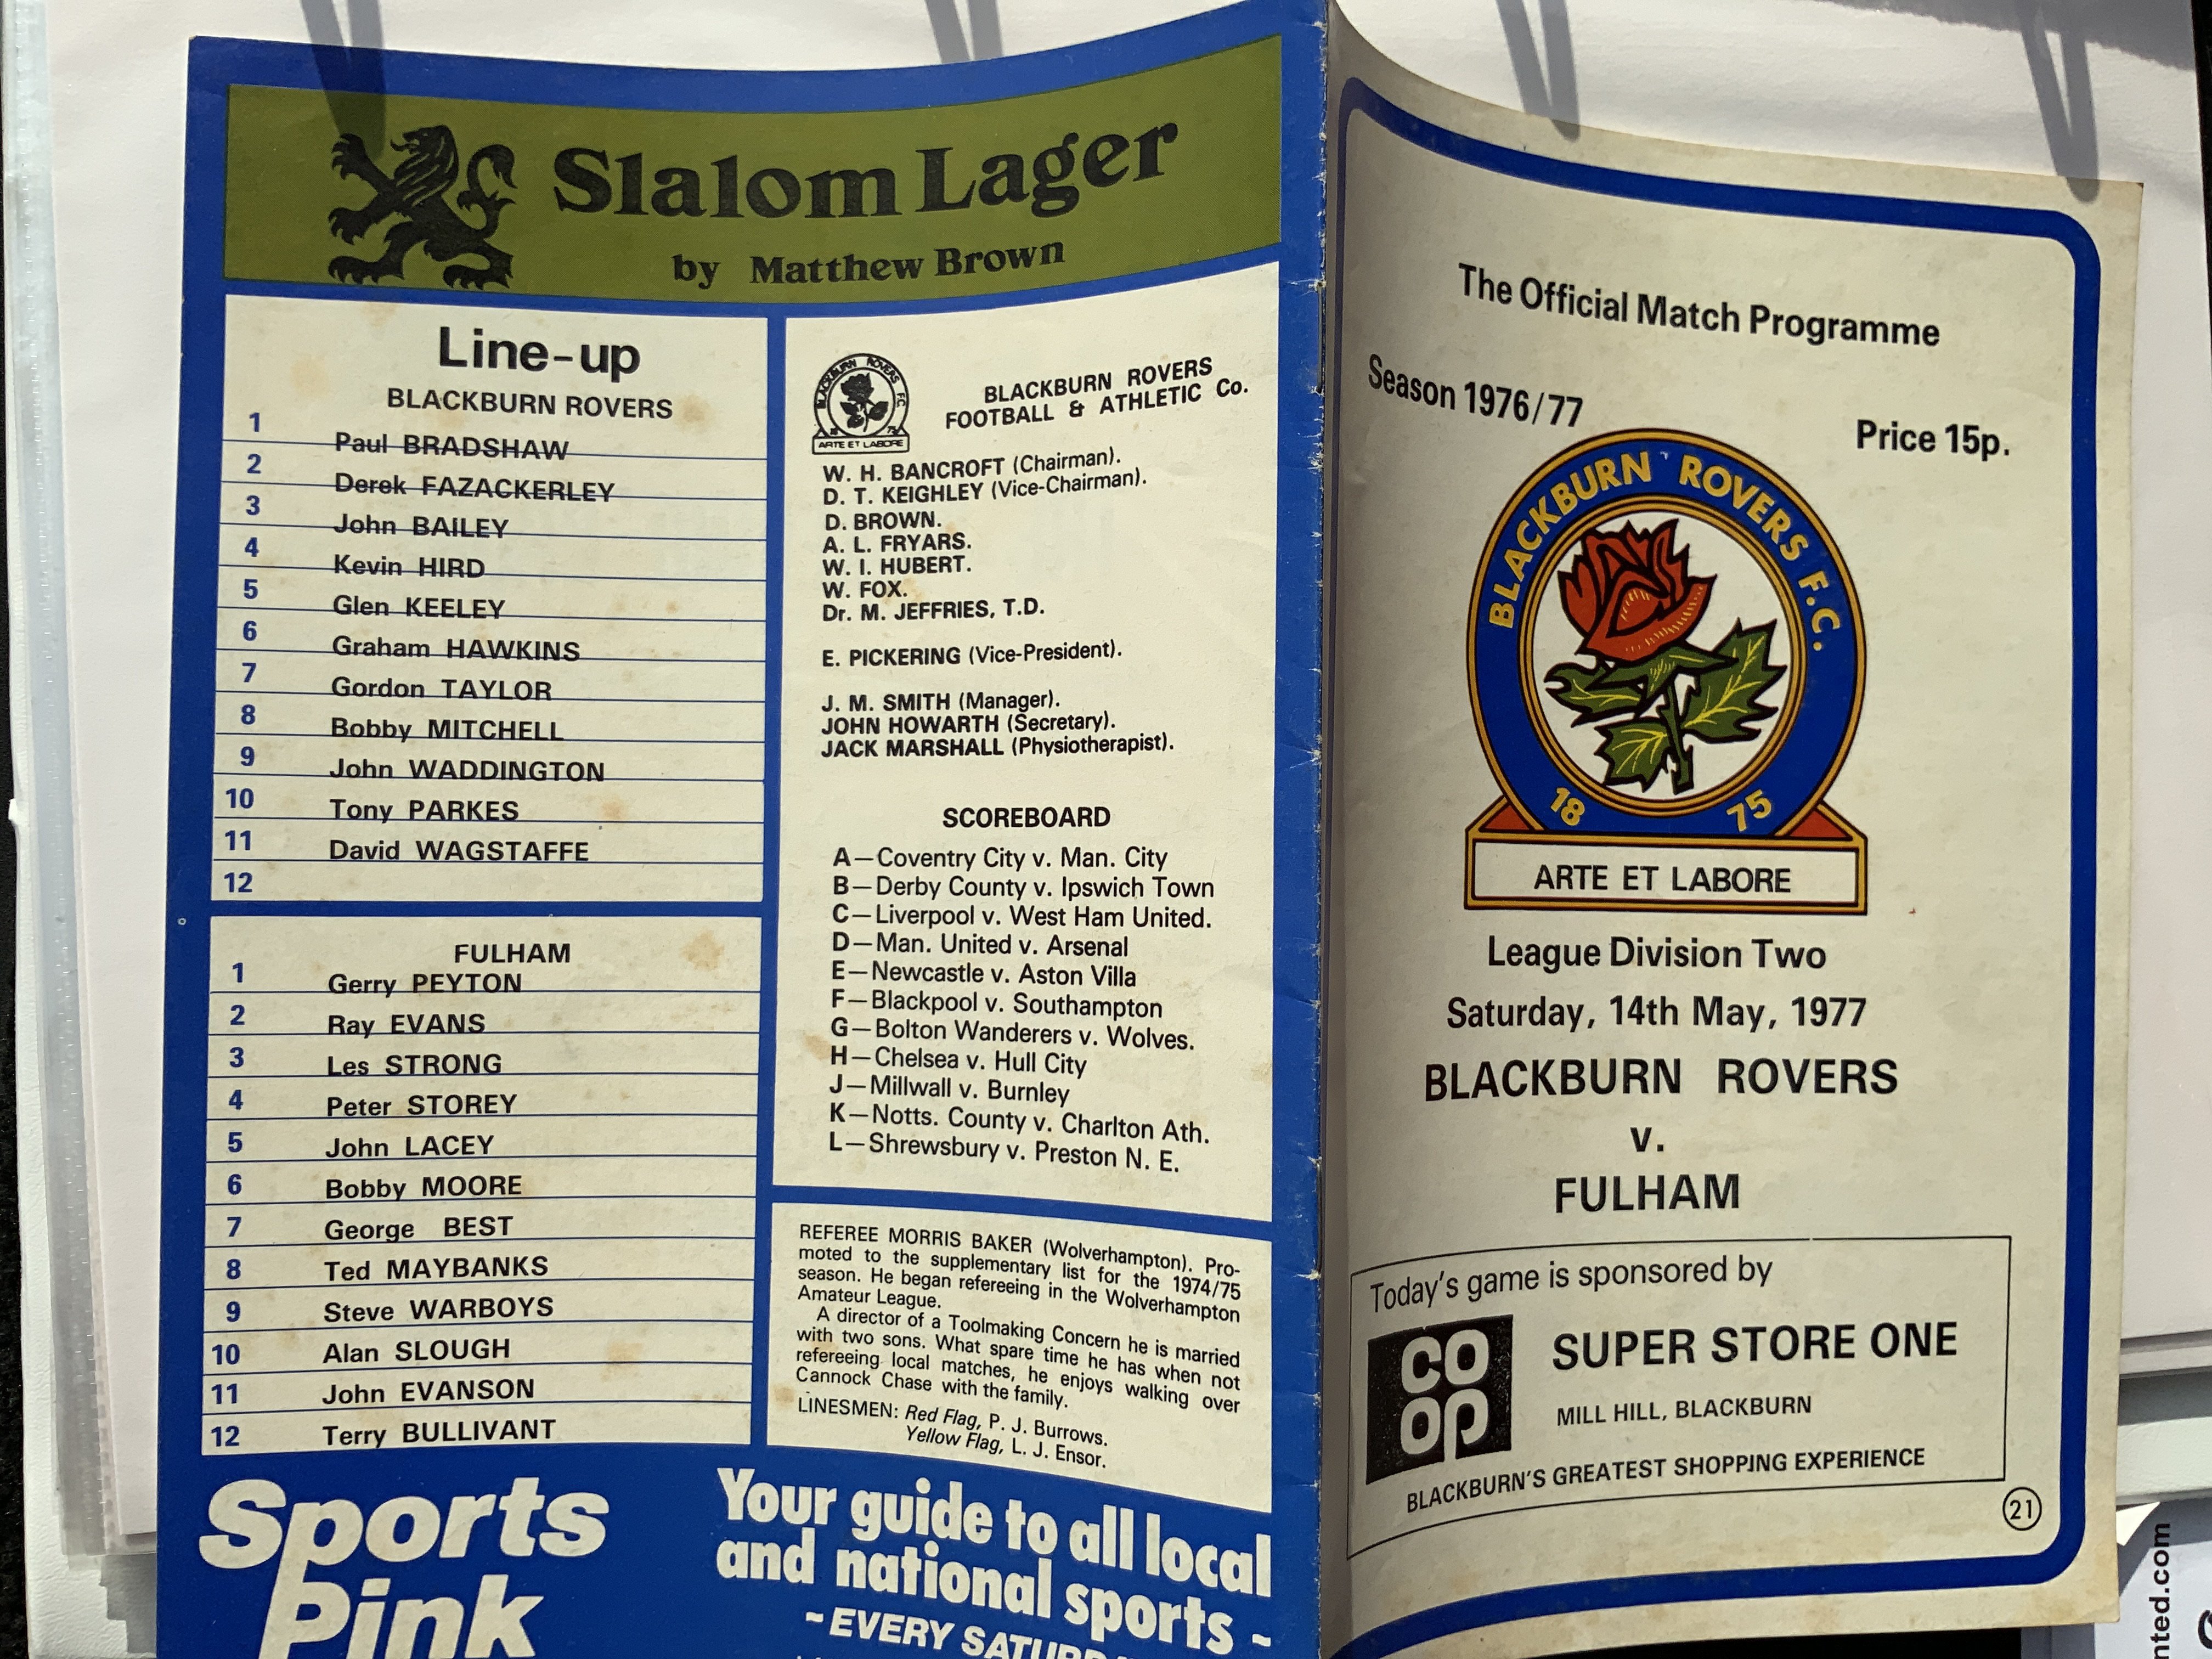 Slalom Lager
by Matthew Brown
Line-up
BLACKBURN ROVERS
1 Paul BRADSHAW
2 Derek FAZACKERLEY
3 John BAILEY
4 Kevin HIRD
5 Glen KEELEY
6 Graham HAWKINS
7 Gordon TAYLOR
8 Bobby MITCHELL
9 John WADDINGTON
10 Tony PARKES
11 David WAGSTAFFE
12
FULHAM
1 Gerry PEYTON
2 Ray EVANS
3 Les STRONG
4 Peter STOREY
5 John LACEY
6 Bobby MOORE
7 George BEST
8 Ted MAYBANKS
9 Steve WARBOYS
10 Alan SLOUGH
11 John EVANSON
12 Terry BULLIVANT
BLACKBURN ROVERS F.C.
18 75
ARTE ET LABORE
BLACKBURN ROVERS
FOOTBALL & ATHLETIC Co.
W. H. BANCROFT (Chairman).
D. T. KEIGHLEY (Vice-Chairman).
D. BROWN.
A. L. FRYARS.
W. I. HUBERT.
W. FOX.
Dr. M. JEFFRIES, T.D.
E. PICKERING (Vice-President).
J. M. SMITH (Manager).
JOHN HOWARTH (Secretary).
JACK MARSHALL (Physiotherapist).
SCOREBOARD
A—Coventry City v. Man. City
B—Derby County v. Ipswich Town
C—Liverpool v. West Ham United.
D—Man. United v. Arsenal
E—Newcastle v. Aston Villa
F—Blackpool v. Southampton
G—Bolton Wanderers v. Wolves.
H—Chelsea v. Hull City
J—Millwall v. Burnley
K—Notts. County v. Charlton Ath.
L—Shrewsbury v. Preston N. E.
REFEREE MORRIS BAKER (Wolverhampton). Pro-
moted to the supplementary list for the 1974/75
season. He began refereeing in the Wolverhampton
Amateur League.
A director of a Toolmaking Concern he is married
with two sons. What spare time he has when not
refereeing local matches, he enjoys walking over
Cannock Chase with the family.
LINESMEN: Red Flag, P. J. Burrows.
Yellow Flag, L. J. Ensor.
Sports
Pink
Your guide to all local
and national sports -
~EVERY
The Official Match Programme
Season 1976/77
Price 15p.
BLACKBURN ROVERS F.C.
18 75
ARTE ET LABORE
League Division Two
Saturday, 14th May, 1977
BLACKBURN ROVERS
v.
FULHAM
Today's game is sponsored by
CO
OP
SUPER STORE ONE
MILL HILL, BLACKBURN
BLACKBURN'S GREATEST SHOPPING EXPERIENCE
21
nted.com